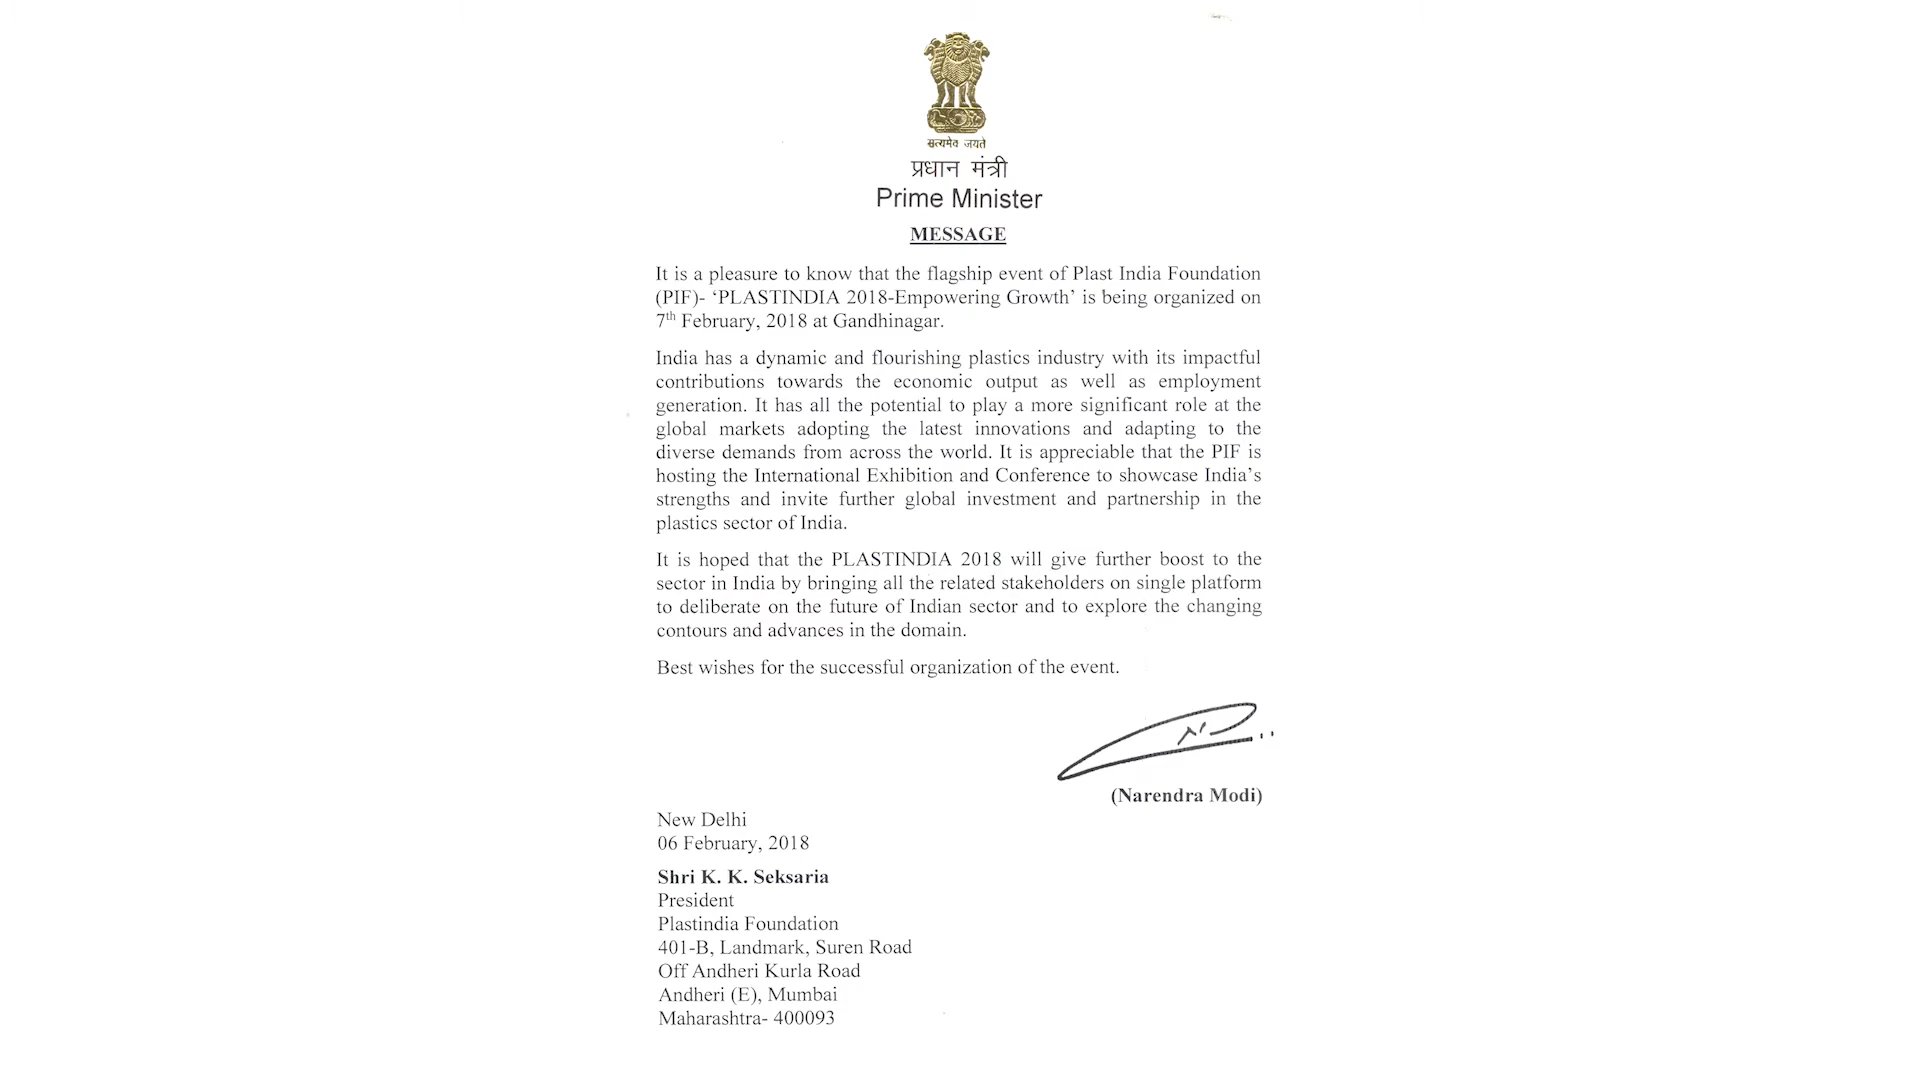 सत्यमेव जयते
प्रधान मंत्री
Prime Minister
MESSAGE
It is a pleasure to know that the flagship event of Plast India Foundation
(PIF)- ‘PLASTINDIA 2018-Empowering Growth’ is being organized on
7th February, 2018 at Gandhinagar.
India has a dynamic and flourishing plastics industry with its impactful
contributions towards the economic output as well as employment
generation. It has all the potential to play a more significant role at the
global markets adopting the latest innovations and adapting to the
diverse demands from across the world. It is appreciable that the PIF is
hosting the International Exhibition and Conference to showcase India’s
strengths and invite further global investment and partnership in the
plastics sector of India.
It is hoped that the PLASTINDIA 2018 will give further boost to the
sector in India by bringing all the related stakeholders on single platform
to deliberate on the future of Indian sector and to explore the changing
contours and advances in the domain.
Best wishes for the successful organization of the event.
(Narendra Modi)
New Delhi
06 February, 2018
Shri K. K. Seksaria
President
Plastindia Foundation
401-B, Landmark, Suren Road
Off Andheri Kurla Road
Andheri (E), Mumbai
Maharashtra- 400093